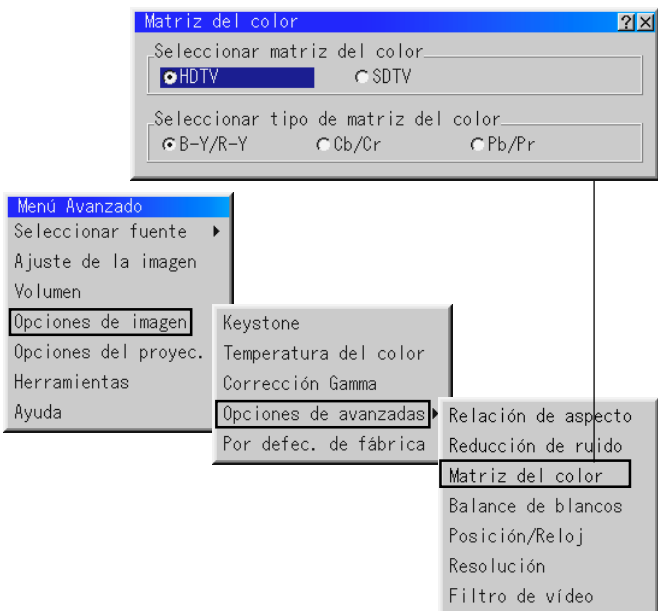 Matriz del color
Seleccionar matriz del color
HDTV SDTV
Seleccionar tipo de matriz del color
B-Y/R-Y Cb/Cr Pb/Pr
Menú Avanzado
Seleccionar fuente
Ajuste de la imagen
Volumen
Opciones de imagen
Opciones del proyec.
Herramientas
Ayuda
Keystone
Temperatura del color
Corrección Gamma
Opciones de avanzadas
Por defec. de fábrica
Relación de aspecto
Reducción de ruido
Matriz del color
Balance de blancos
Posición/Reloj
Resolución
Filtro de vídeo